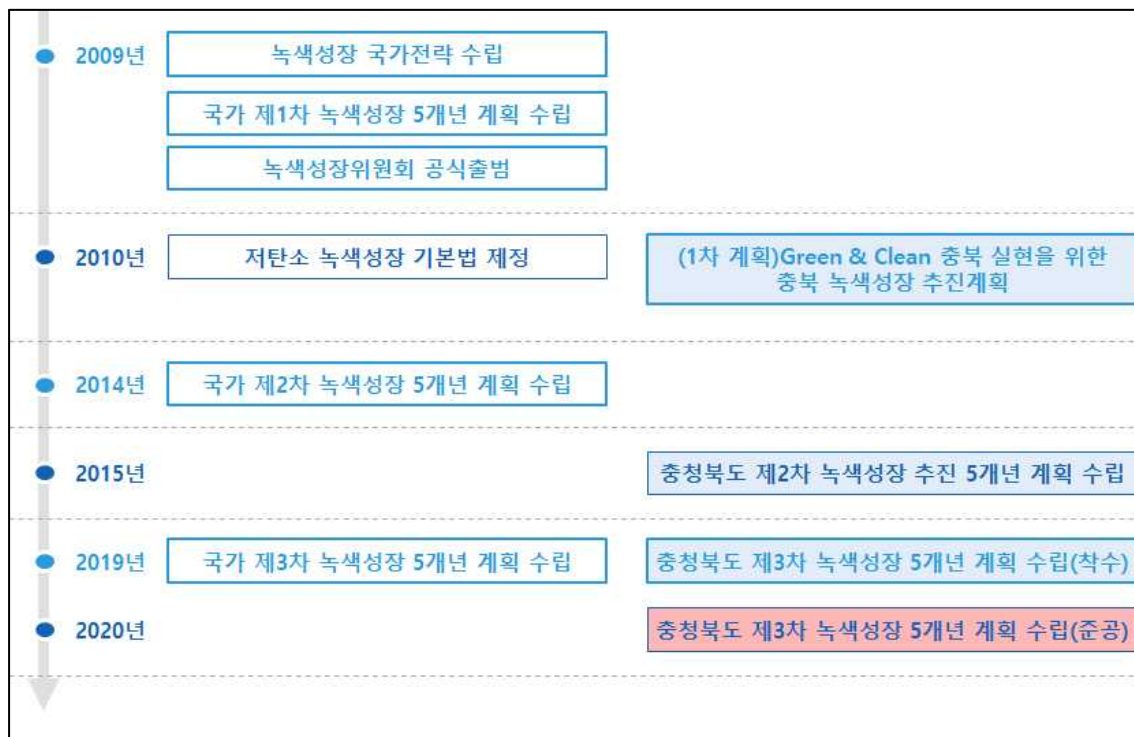 2009년
녹색성장 국가전략 수립
국가 제1차 녹색성장 5개년 계획 수립
녹색성장위원회 공식출범
2010년
저탄소 녹색성장 기본법 제정
(1차 계획)Green & Clean 충북 실현을 위한
충북 녹색성장 추진계획
2014년
국가 제2차 녹색성장 5개년 계획 수립
2015년
충청북도 제2차 녹색성장 추진 5개년 계획 수립
2019년
국가 제3차 녹색성장 5개년 계획 수립
충청북도 제3차 녹색성장 5개년 계획 수립(착수)
2020년
충청북도 제3차 녹색성장 5개년 계획 수립(준공)